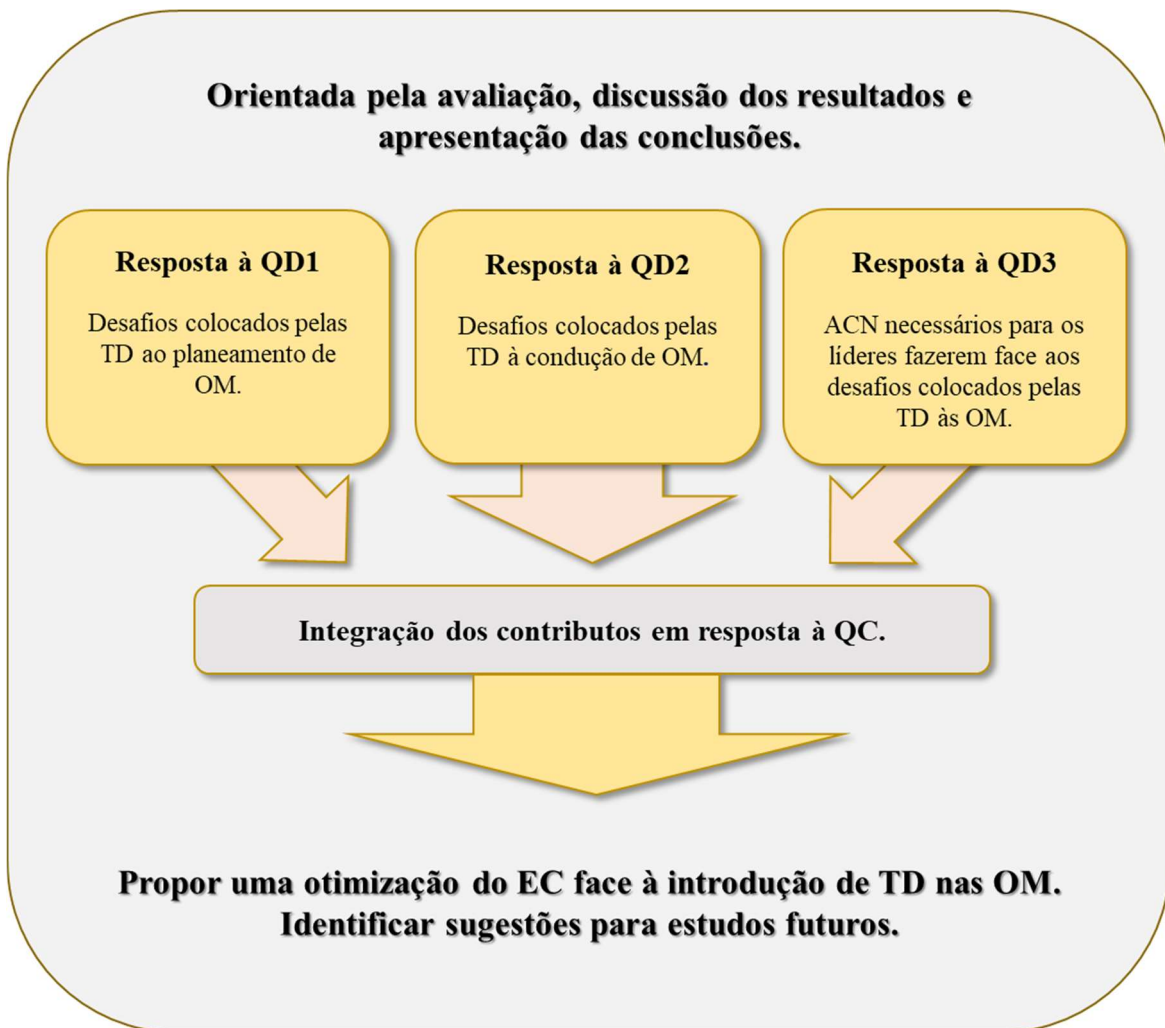 Orientada pela avaliação, discussão dos resultados e
apresentação das conclusões.
Resposta à QD1
Desafios colocados pelas
TD ao planeamento de
OM.
Resposta à QD2
Desafios colocados pelas
TD à condução de OM.
Resposta à QD3
ACN necessários para os
líderes fazerem face aos
desafios colocados pelas
TD às OM.
Integração dos contributos em resposta à QC.
Propor uma otimização do EC face à introdução de TD nas OM.
Identificar sugestões para estudos futuros.